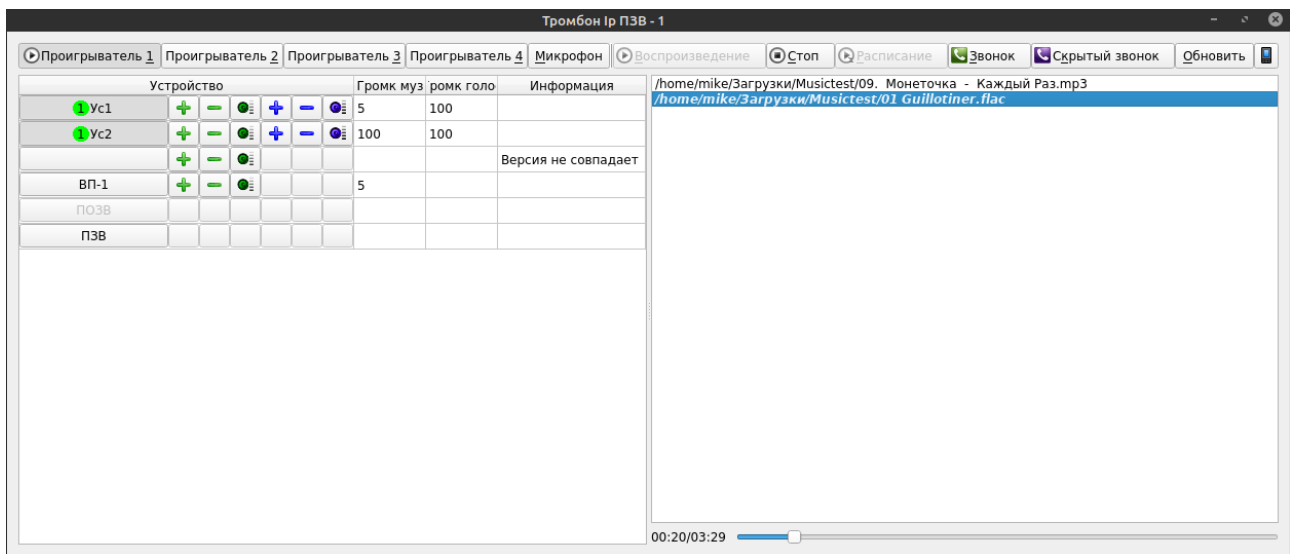 Тромбон Ip ПЗВ - 1
Проигрыватель 1 Проигрыватель 2 Проигрыватель 3 Проигрыватель 4 Микрофон Воспроизведение Стоп Расписание Звонок Скрытый звонок Обновить
Устройство Громк муз ромк голо Информация
1 Ус1 5 100
1 Ус2 100 100
Версия не совпадает
ВП-1 5
ПОЗВ
ПЗВ
/home/mike/Загрузки/Musictest/09. Монеточка - Каждый Раз.mp3
/home/mike/Загрузки/Musictest/01 Guillotiner.flac
00:20/03:29